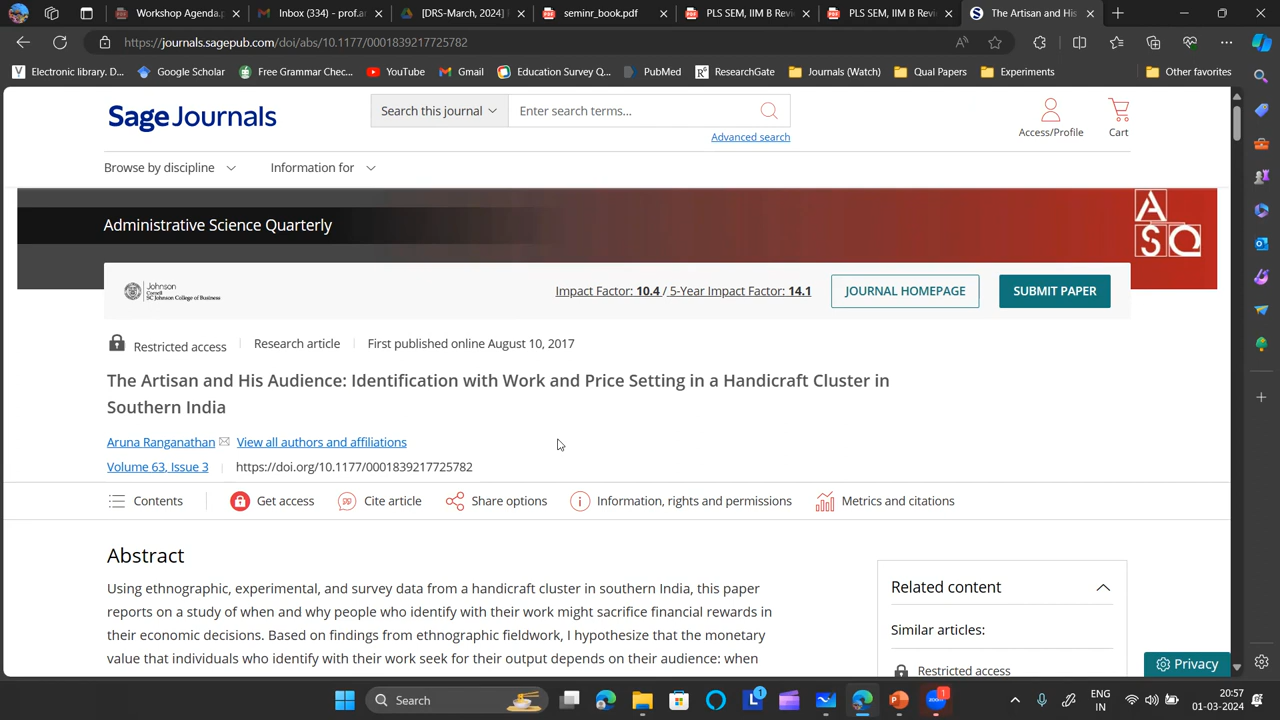 Workshop Agenda.p
Inbox (334) - prof.ar
[DRS-March, 2024]
seminr_book.pdf
PLS SEM, IIM B Revi
PLS SEM, IIM B Revi
The Artisan and His
https://journals.sagepub.com/doi/abs/10.1177/0001839217725782
Electronic library. D...
Google Scholar
Free Grammar Chec...
YouTube
Gmail
Education Survey Q...
PubMed
ResearchGate
Journals (Watch)
Qual Papers
Experiments
Other favorites
Sage Journals
Search this journal
Enter search terms...
Advanced search
Access/Profile
Cart
Browse by discipline
Information for
Administrative Science Quarterly
ASQ
Johnson
Cornell
SC Johnson College of Business
Impact Factor: 10.4 / 5-Year Impact Factor: 14.1
JOURNAL HOMEPAGE
SUBMIT PAPER
Restricted access
Research article
First published online August 10, 2017
The Artisan and His Audience: Identification with Work and Price Setting in a Handicraft Cluster in
Southern India
Aruna Ranganathan
View all authors and affiliations
Volume 63, Issue 3
https://doi.org/10.1177/0001839217725782
Contents
Get access
Cite article
Share options
Information, rights and permissions
Metrics and citations
Abstract
Using ethnographic, experimental, and survey data from a handicraft cluster in southern India, this paper
reports on a study of when and why people who identify with their work might sacrifice financial rewards in
their economic decisions. Based on findings from ethnographic fieldwork, I hypothesize that the monetary
value that individuals who identify with their work seek for their output depends on their audience: when
Related content
Similar articles:
Restricted access
Privacy
Search
ENG
IN
20:57
01-03-2024